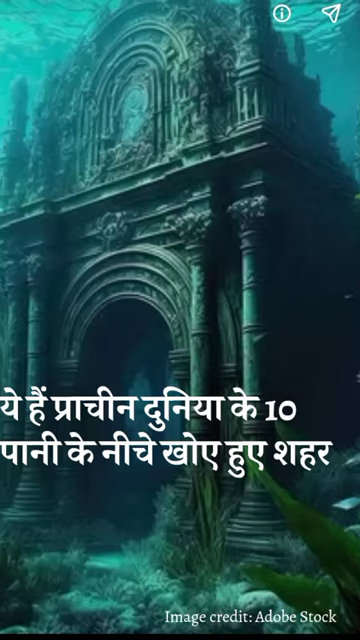 ये हैं प्राचीन दुनिया के 10
पानी के नीचे खोए हुए शहर
Image credit: Adobe Stock